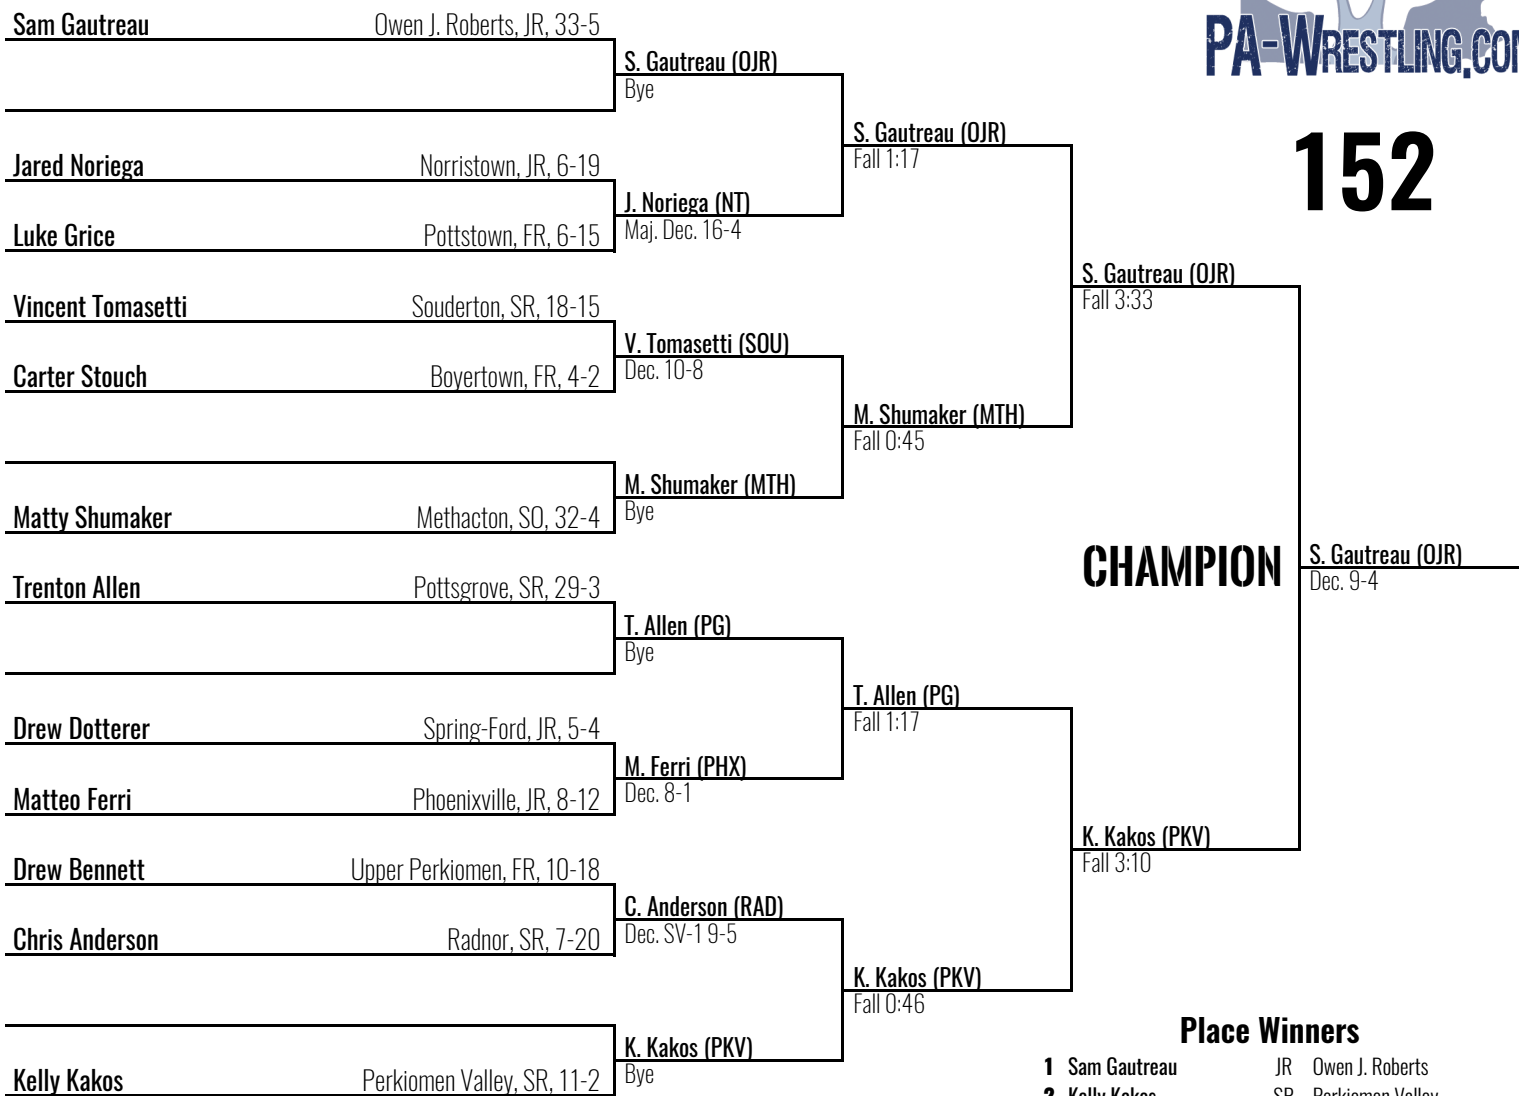 PA-WRESTLING.COM
152
Sam Gautreau Owen J. Roberts, JR, 33-5
S. Gautreau (OJR)
Bye
Jared Noriega Norristown, JR, 6-19
S. Gautreau (OJR)
Fall 1:17
J. Noriega (NT)
Maj. Dec. 16-4
Luke Grice Pottstown, FR, 6-15
S. Gautreau (OJR)
Fall 3:33
Vincent Tomasetti Souderton, SR, 18-15
V. Tomasetti (SOU)
Dec. 10-8
Carter Stouch Boyertown, FR, 4-2
M. Shumaker (MTH)
Fall 0:45
M. Shumaker (MTH)
Bye
Matty Shumaker Methacton, SO, 32-4
CHAMPION
S. Gautreau (OJR)
Dec. 9-4
Trenton Allen Pottsgrove, SR, 29-3
T. Allen (PG)
Bye
T. Allen (PG)
Fall 1:17
Drew Dotterer Spring-Ford, JR, 5-4
M. Ferri (PHX)
Dec. 8-1
Matteo Ferri Phoenixville, JR, 8-12
K. Kakos (PKV)
Fall 3:10
Drew Bennett Upper Perkiomen, FR, 10-18
C. Anderson (RAD)
Dec. SV-1 9-5
Chris Anderson Radnor, SR, 7-20
K. Kakos (PKV)
Fall 0:46
K. Kakos (PKV)
Bye
Kelly Kakos Perkiomen Valley, SR, 11-2
Place Winners
1 Sam Gautreau JR Owen J. Roberts
2 Kelly Kakos SR Perkiomen Valley